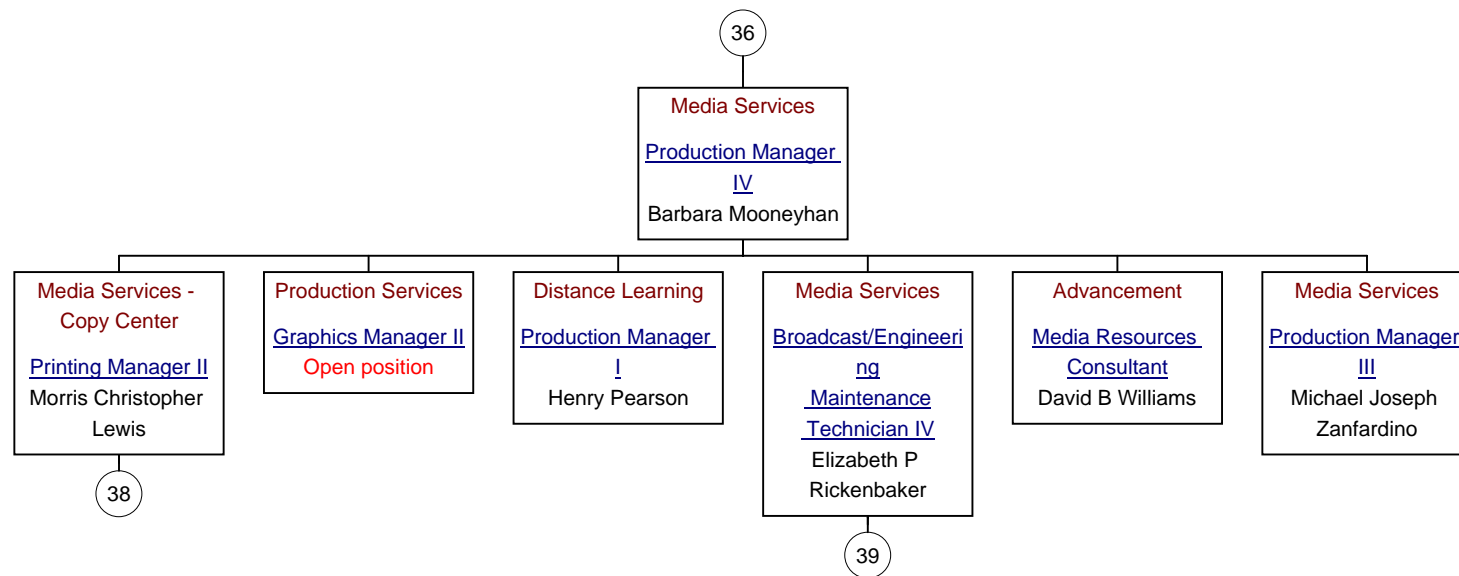 36
Media Services
Production Manager
IV
Barbara Mooneyhan
Media Services -
Copy Center
Printing Manager II
Morris Christopher
Lewis
38
Production Services
Graphics Manager II
Open position
Distance Learning
Production Manager
I
Henry Pearson
Media Services
Broadcast/Engineeri
ng
Maintenance
Technician IV
Elizabeth P
Rickenbaker
39
Advancement
Media Resources
Consultant
David B Williams
Media Services
Production Manager
III
Michael Joseph
Zanfardino